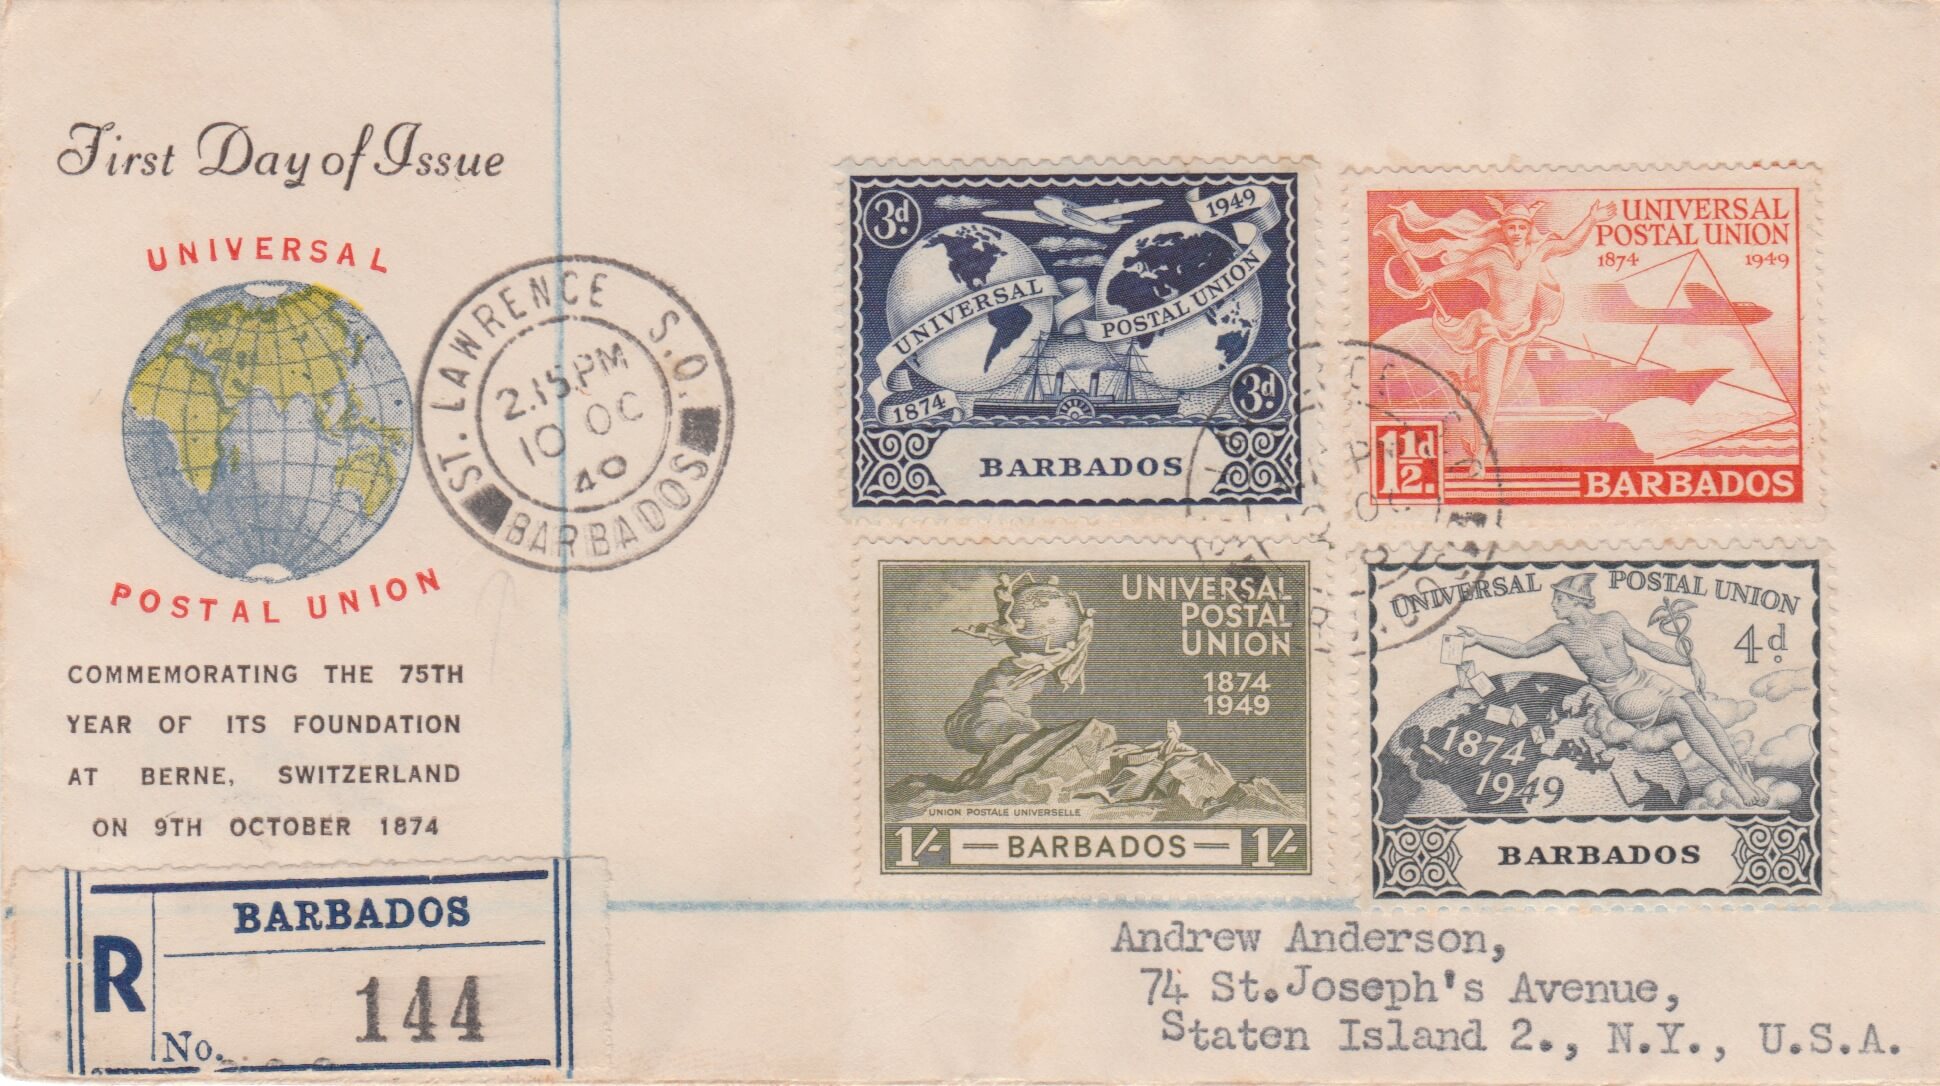 First Day of Issue
UNIVERSAL
POSTAL UNION
COMMEMORATING THE 75TH
YEAR OF ITS FOUNDATION
AT BERNE, SWITZERLAND
ON 9TH OCTOBER 1874
ST. LAWRENCE S.O.
2.15 PM
10 OC
40
BARBADOS
3d
1949
UNIVERSAL POSTAL UNION
1874
3d
BARBADOS
UNIVERSAL
POSTAL UNION
1874 1949
1½d.
BARBADOS
UNIVERSAL
POSTAL
UNION
1874
1949
UNION POSTALE UNIVERSELLE
1/- BARBADOS 1/-
UNIVERSAL POSTAL UNION
4d
1874
1949
BARBADOS
BARBADOS
R
No. 144
Andrew Anderson,
74 St.Joseph's Avenue,
Staten Island 2., N.Y., U.S.A.